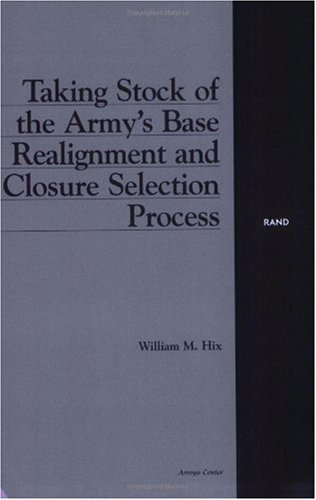 Taking Stock of
the Army's Base
Realignment and
Closure Selection
Process
RAND
William M. Hix
Arroyo Center